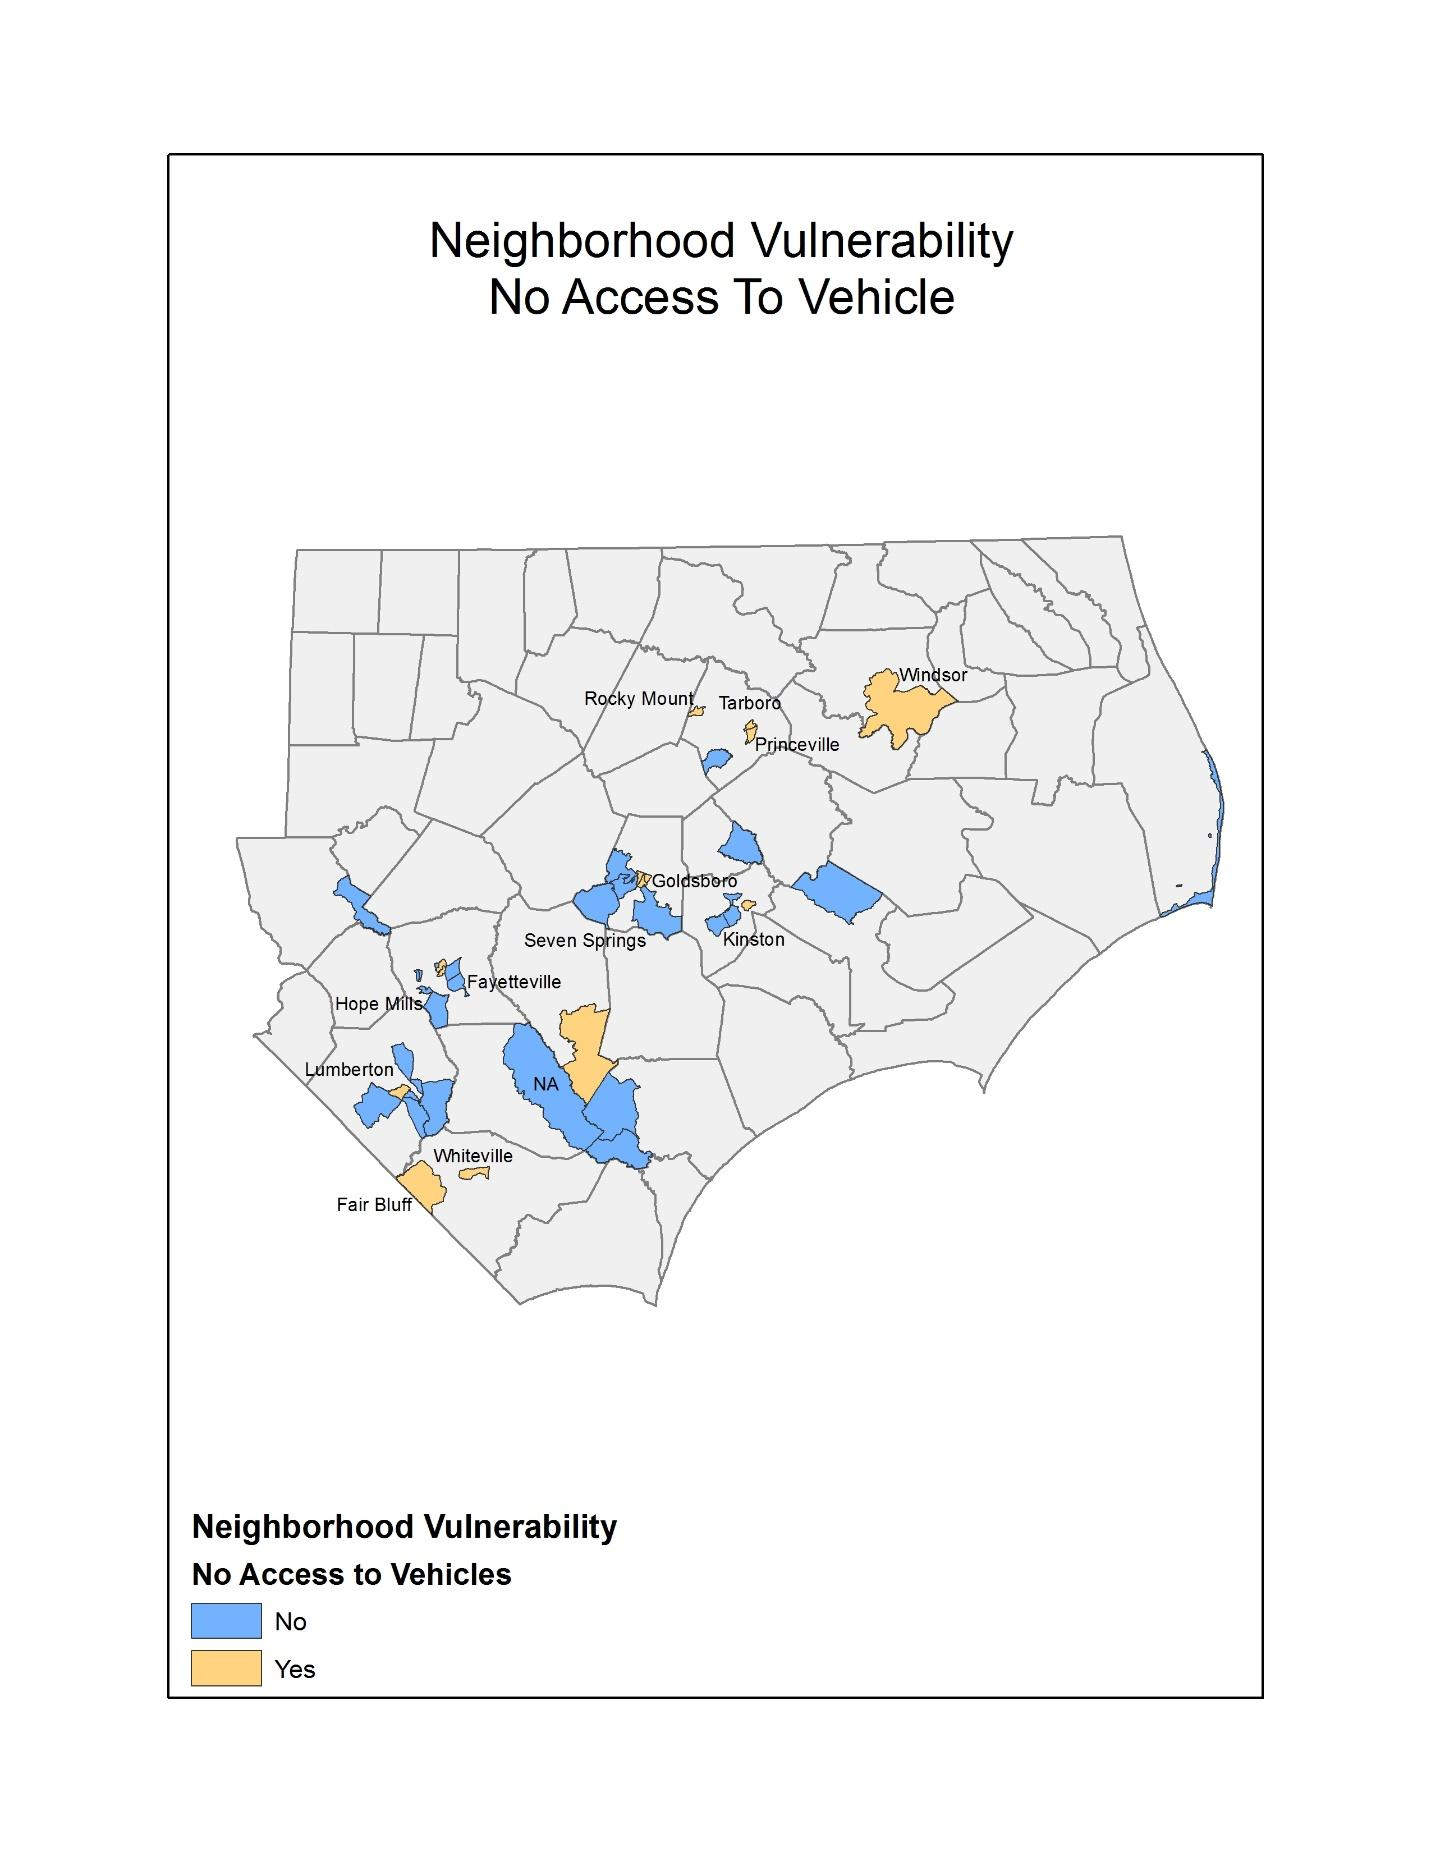 Neighborhood Vulnerability
No Access To Vehicle
Windsor
Rocky Mount
Tarboro
Princeville
Goldsboro
Seven Springs
Kinston
Fayetteville
Hope Mills
Lumberton
NA
Whiteville
Fair Bluff
Neighborhood Vulnerability
No Access to Vehicles
No
Yes